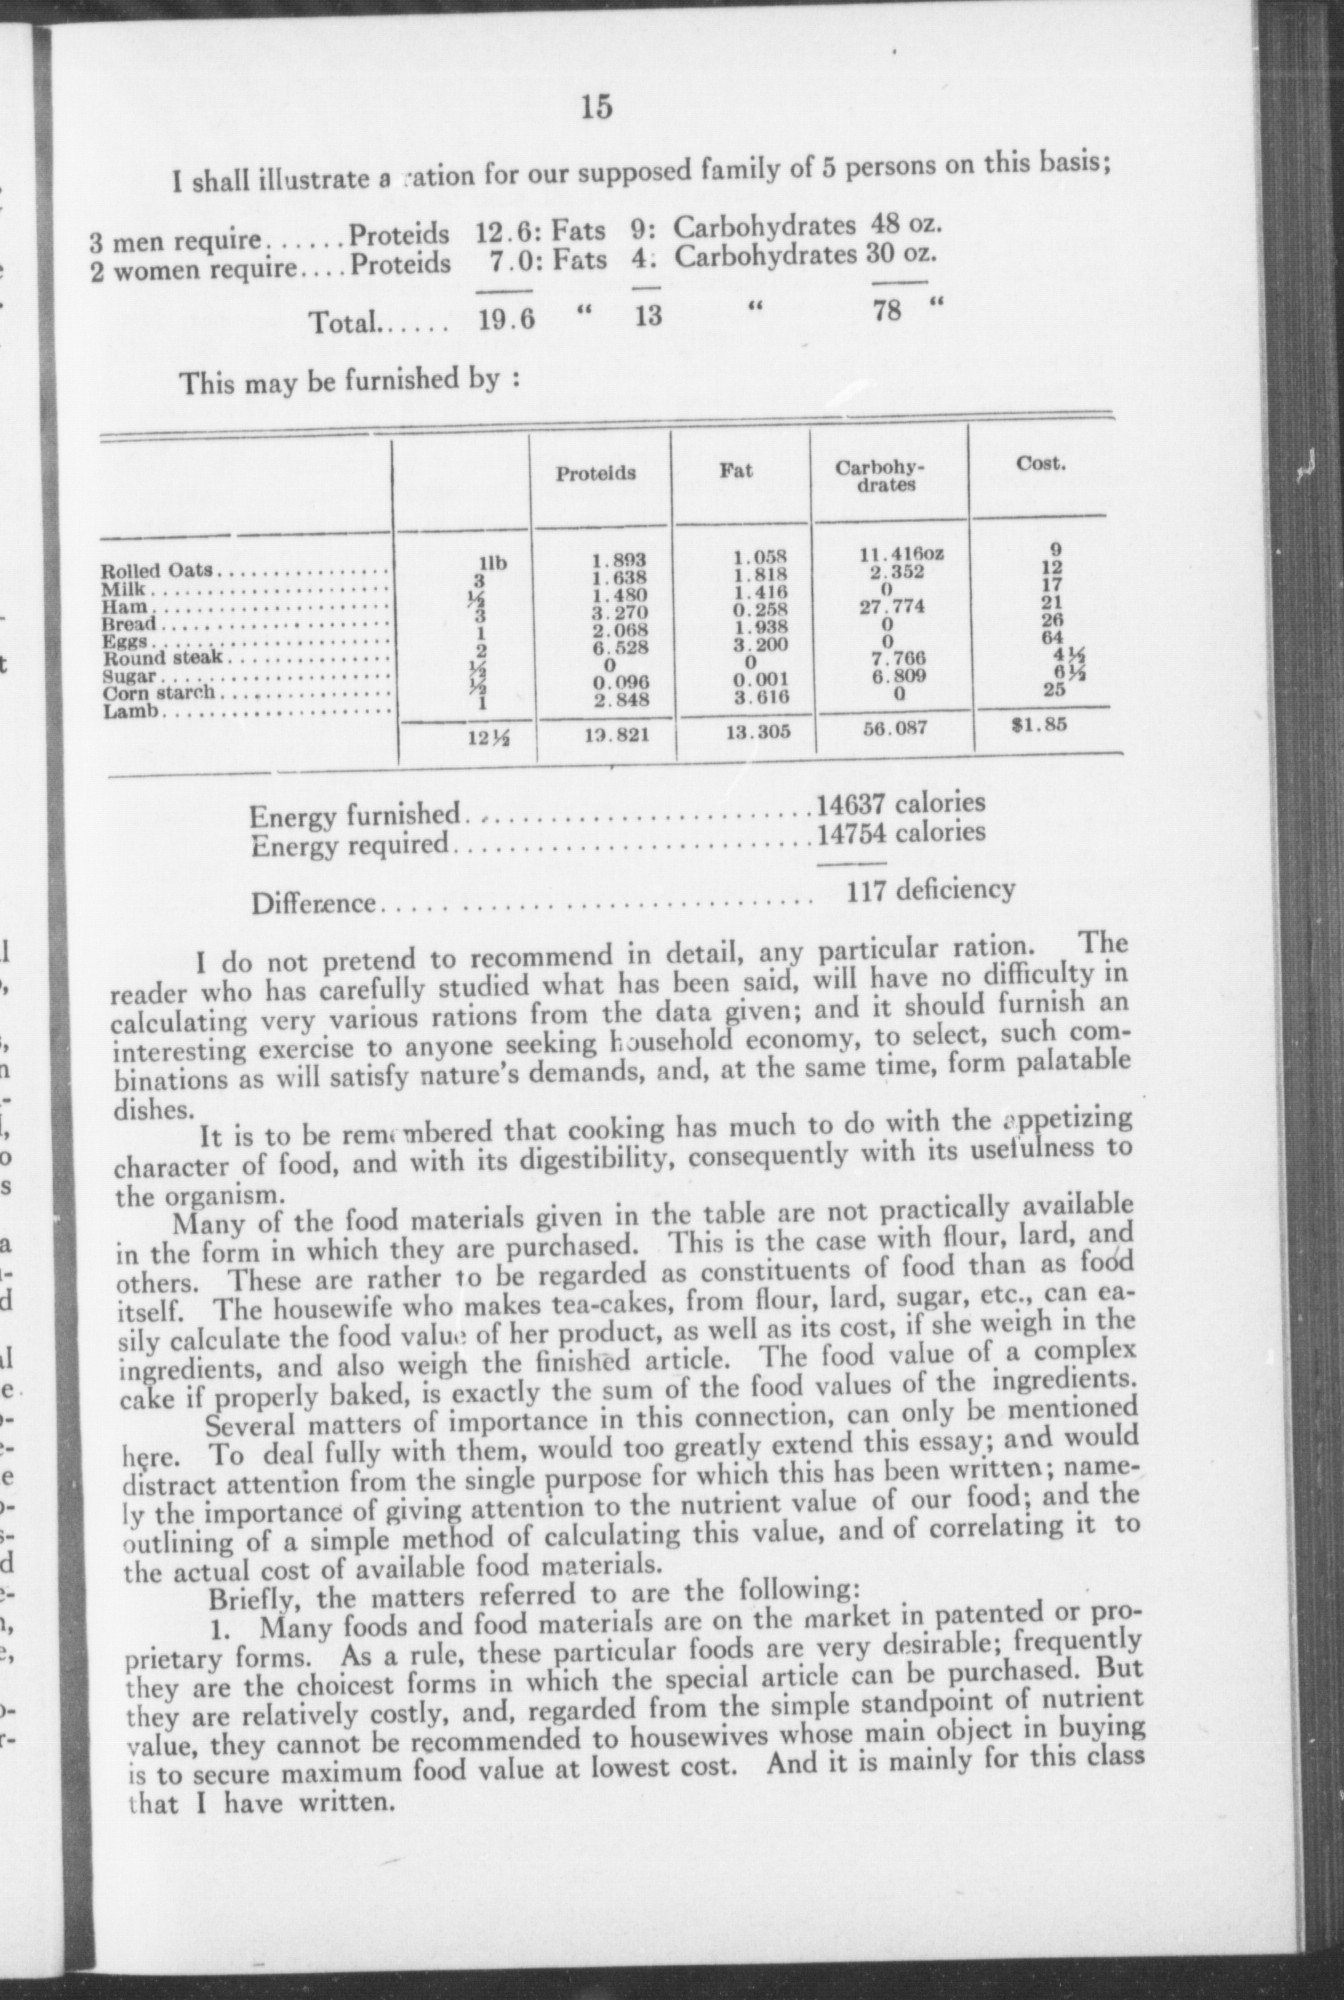 15
I shall illustrate a ration for our supposed family of 5 persons on this basis;
3 men require......Proteids 12.6: Fats 9: Carbohydrates 48 oz.
2 women require....Proteids 7.0: Fats 4: Carbohydrates 30 oz.
Total...... 19.6 “ 13 “ 78 “
This may be furnished by :
Proteids Fat Carbohy- Cost.
drates
Rolled Oats................ 1lb 1.893 1.058 11.416oz 9
Milk...................... 3 1.638 1.818 2.352 12
Ham...................... ½ 1.480 1.416 0 17
Bread..................... 3 3.270 0.258 27.774 21
Eggs...................... 1 2.068 1.938 0 26
Round steak............... 2 6.528 3.200 0 64
Sugar..................... ½ 0 0 7.766 4½
Corn starch................ ½ 0.096 0.001 6.809 6½
Lamb..................... 1 2.848 3.616 0 25
12½ 19.821 13.305 56.087 $1.85
Energy furnished.........................14637 calories
Energy required..........................14754 calories
Difference............................... 117 deficiency
I do not pretend to recommend in detail, any particular ration. The
reader who has carefully studied what has been said, will have no difficulty in
calculating very various rations from the data given; and it should furnish an
interesting exercise to anyone seeking household economy, to select, such com-
binations as will satisfy nature's demands, and, at the same time, form palatable
dishes.
It is to be remembered that cooking has much to do with the appetizing
character of food, and with its digestibility, consequently with its usefulness to
the organism.
Many of the food materials given in the table are not practically available
in the form in which they are purchased. This is the case with flour, lard, and
others. These are rather to be regarded as constituents of food than as food
itself. The housewife who makes tea-cakes, from flour, lard, sugar, etc., can ea-
sily calculate the food value of her product, as well as its cost, if she weigh in the
ingredients, and also weigh the finished article. The food value of a complex
cake if properly baked, is exactly the sum of the food values of the ingredients.
Several matters of importance in this connection, can only be mentioned
here. To deal fully with them, would too greatly extend this essay; and would
distract attention from the single purpose for which this has been written; name-
ly the importance of giving attention to the nutrient value of our food; and the
outlining of a simple method of calculating this value, and of correlating it to
the actual cost of available food materials.
Briefly, the matters referred to are the following:
1. Many foods and food materials are on the market in patented or pro-
prietary forms. As a rule, these particular foods are very desirable; frequently
they are the choicest forms in which the special article can be purchased. But
they are relatively costly, and, regarded from the simple standpoint of nutrient
value, they cannot be recommended to housewives whose main object in buying
is to secure maximum food value at lowest cost. And it is mainly for this class
that I have written.